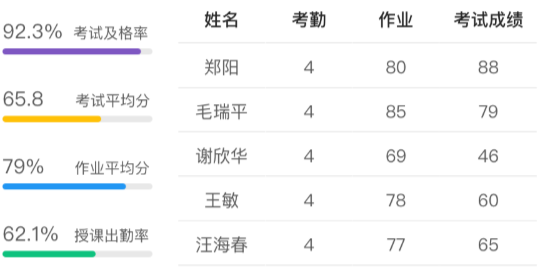 92.3% 考试及格率
65.8 考试平均分
79% 作业平均分
62.1% 授课出勤率
姓名 考勤 作业 考试成绩
郑阳 4 80 88
毛瑞平 4 85 79
谢欣华 4 69 46
王敏 4 78 60
汪海春 4 77 65